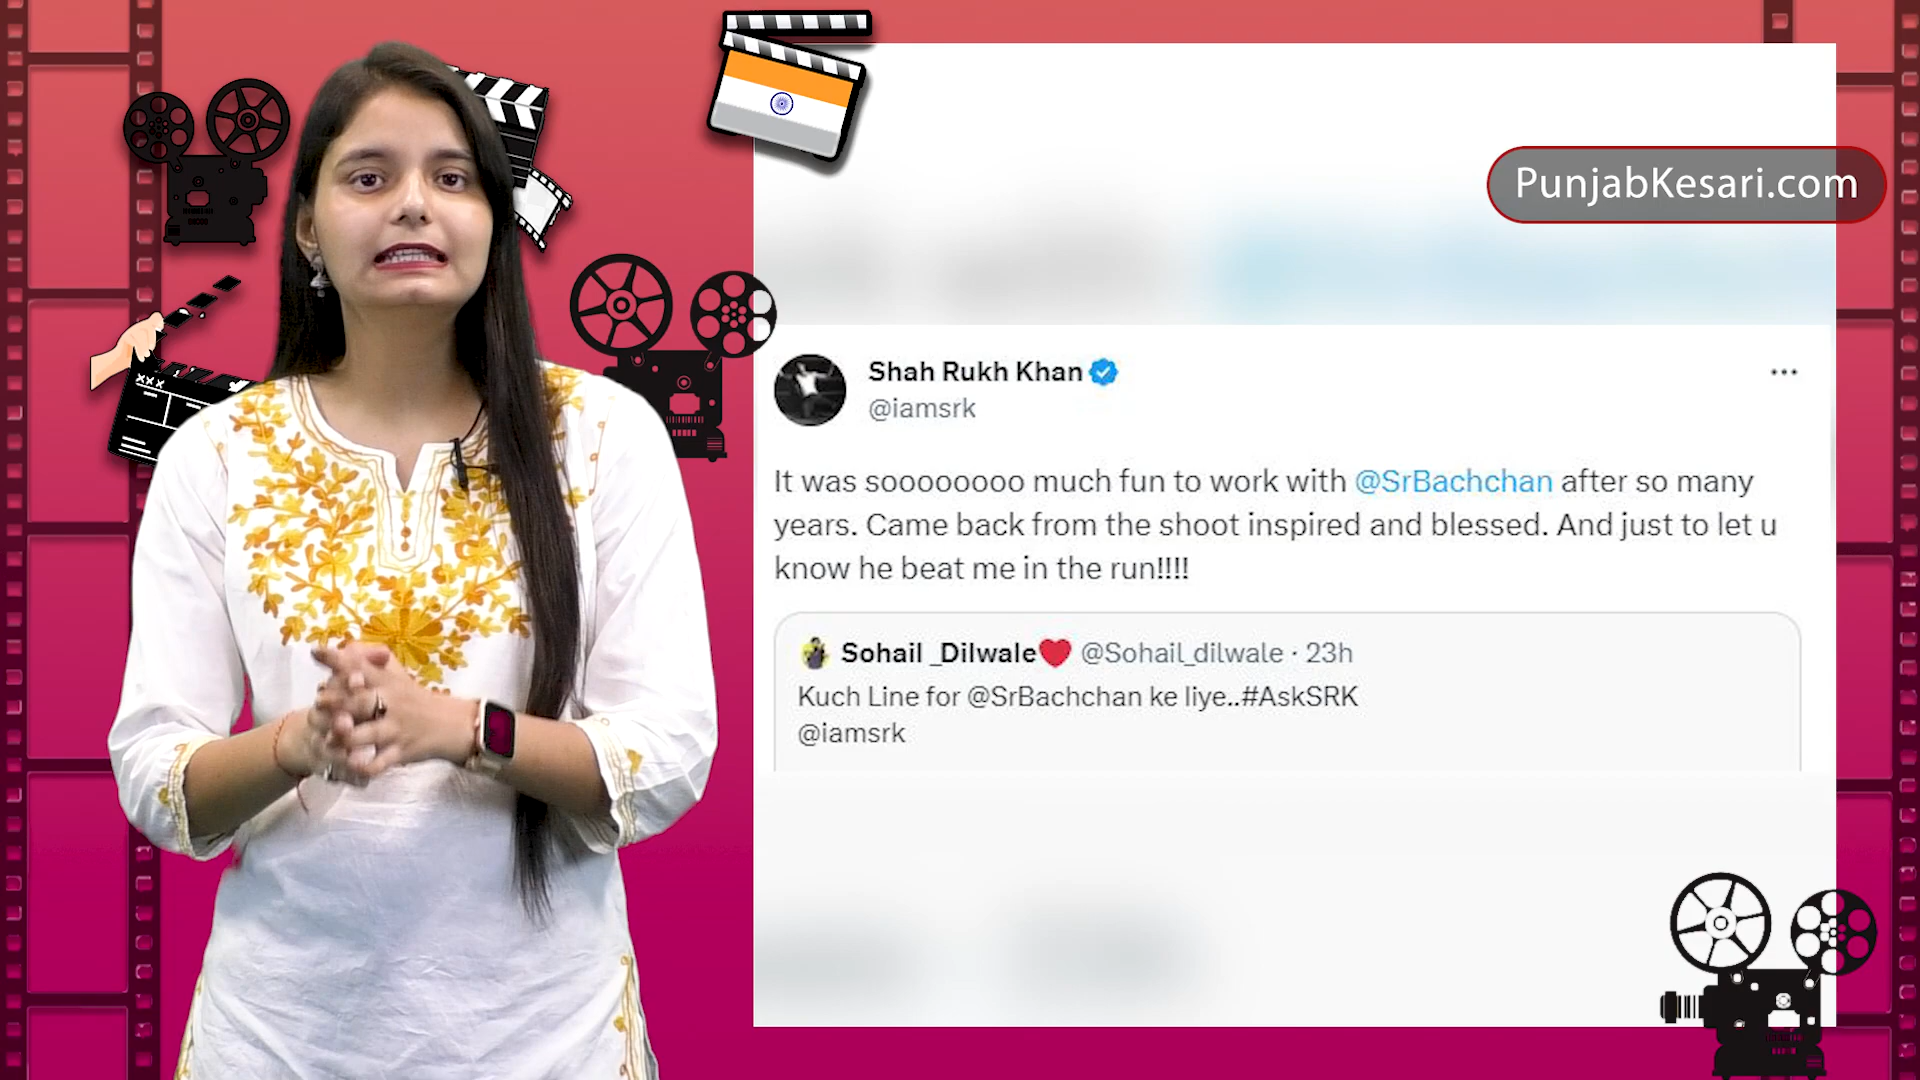 PunjabKesari.com
Shah Rukh Khan
@iamsrk
It was soooooooo much fun to work with @SrBachchan after so many
years. Came back from the shoot inspired and blessed. And just to let u
know he beat me in the run!!!!
Sohail _Dilwale❤️ @Sohail_dilwale · 23h
Kuch Line for @SrBachchan ke liye..#AskSRK
@iamsrk
XXX